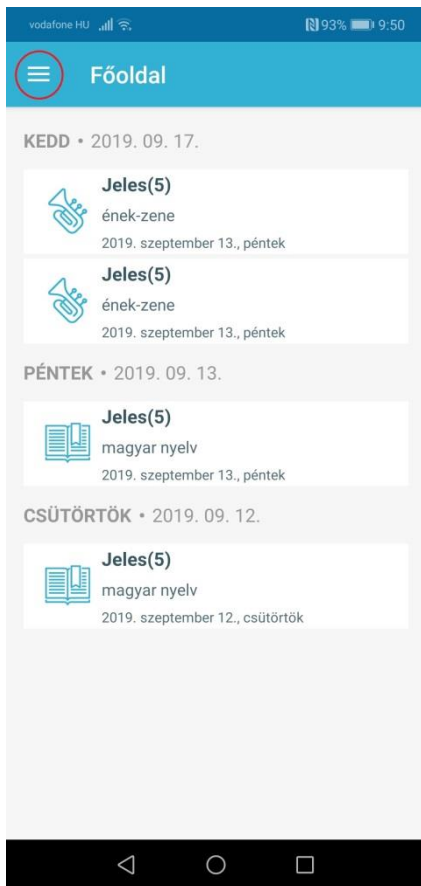 vodafone HU 93% 9:50
Főoldal
KEDD • 2019. 09. 17.
Jeles(5)
ének-zene
2019. szeptember 13., péntek
Jeles(5)
ének-zene
2019. szeptember 13., péntek
PÉNTEK • 2019. 09. 13.
Jeles(5)
magyar nyelv
2019. szeptember 13., péntek
CSÜTÖRTÖK • 2019. 09. 12.
Jeles(5)
magyar nyelv
2019. szeptember 12., csütörtök